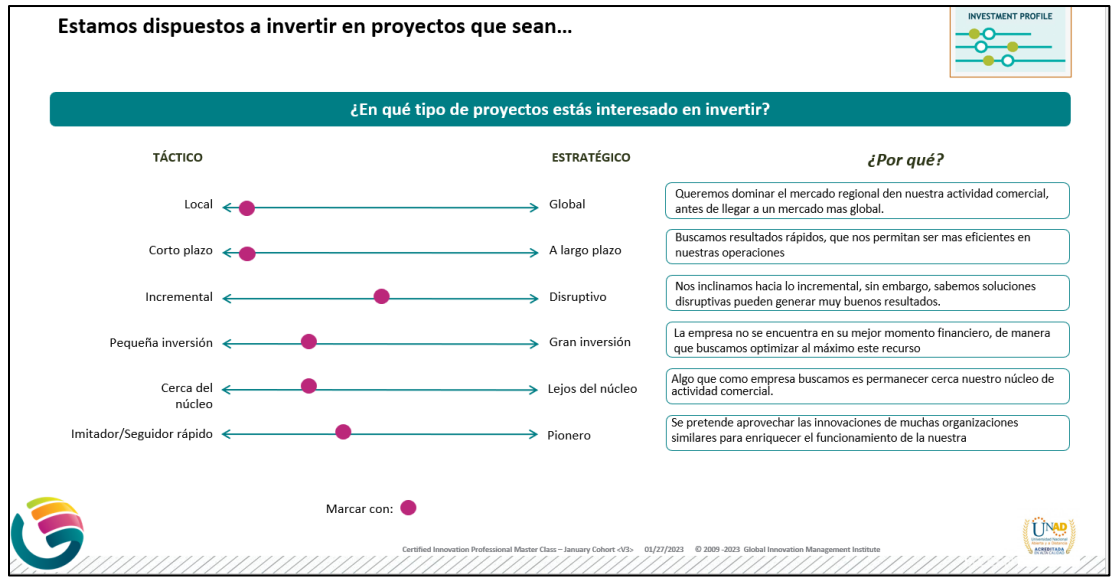 Estamos dispuestos a invertir en proyectos que sean...
INVESTMENT PROFILE
¿En qué tipo de proyectos estás interesado en invertir?
TÁCTICO
ESTRATÉGICO
¿Por qué?
Local
Global
Queremos dominar el mercado regional den nuestra actividad comercial,
antes de llegar a un mercado mas global.
Corto plazo
A largo plazo
Buscamos resultados rápidos, que nos permitan ser mas eficientes en
nuestras operaciones
Incremental
Disruptivo
Nos inclinamos hacia lo incremental, sin embargo, sabemos soluciones
disruptivas pueden generar muy buenos resultados.
Pequeña inversión
Gran inversión
La empresa no se encuentra en su mejor momento financiero, de manera
que buscamos optimizar al máximo este recurso
Cerca del
núcleo
Lejos del núcleo
Algo que como empresa buscamos es permanecer cerca nuestro núcleo de
actividad comercial.
Imitador/Seguidor rápido
Pionero
Se pretende aprovechar las innovaciones de muchas organizaciones
similares para enriquecer el funcionamiento de la nuestra
Marcar con:
Certified Innovation Professional Master Class – January Cohort <V3> 01/27/2023 © 2009 -2023 Global Innovation Management Institute
UNAD